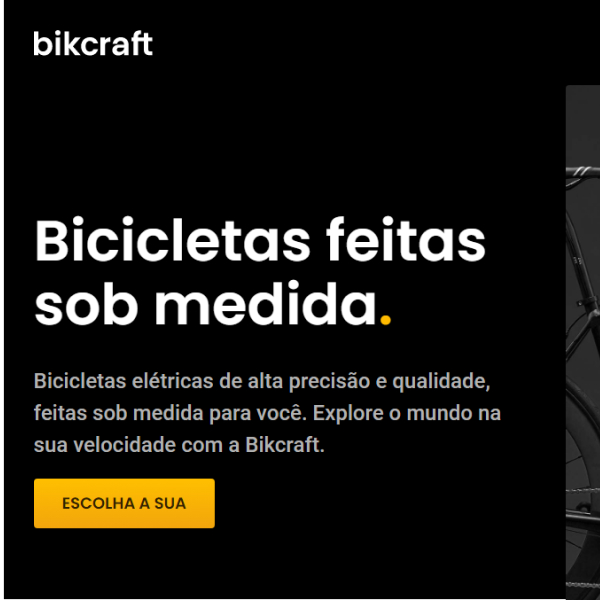 bikcraft
Bicicletas feitas
sob medida.
Bicicletas elétricas de alta precisão e qualidade,
feitas sob medida para você. Explore o mundo na
sua velocidade com a Bikcraft.
ESCOLHA A SUA